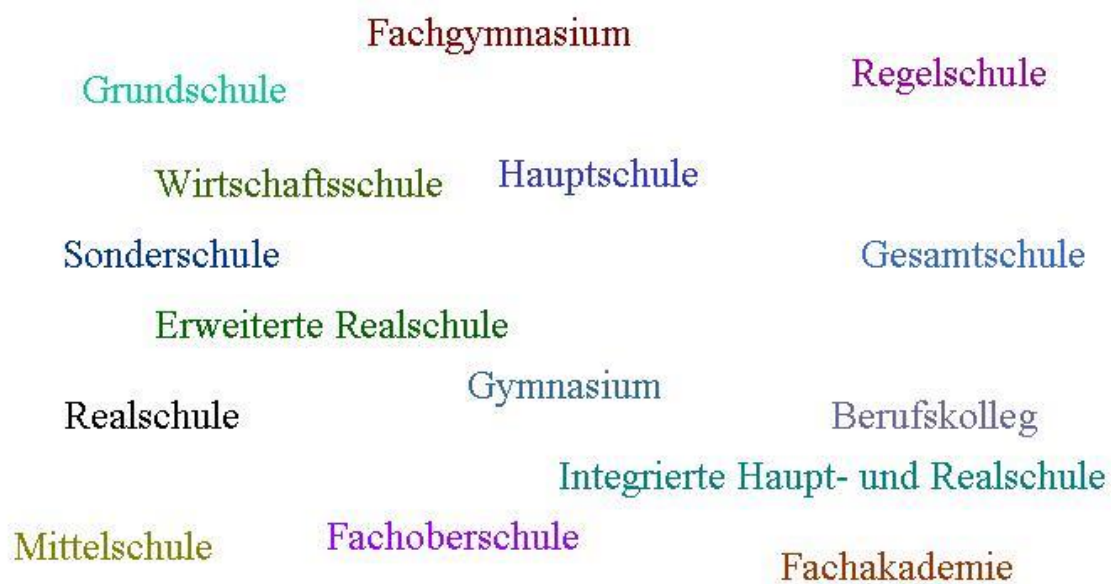 Fachgymnasium
Regelschule
Grundschule
Hauptschule
Wirtschaftsschule
Sonderschule
Gesamtschule
Erweiterte Realschule
Gymnasium
Realschule
Berufskolleg
Integrierte Haupt- und Realschule
Fachoberschule
Mittelschule
Fachakademie